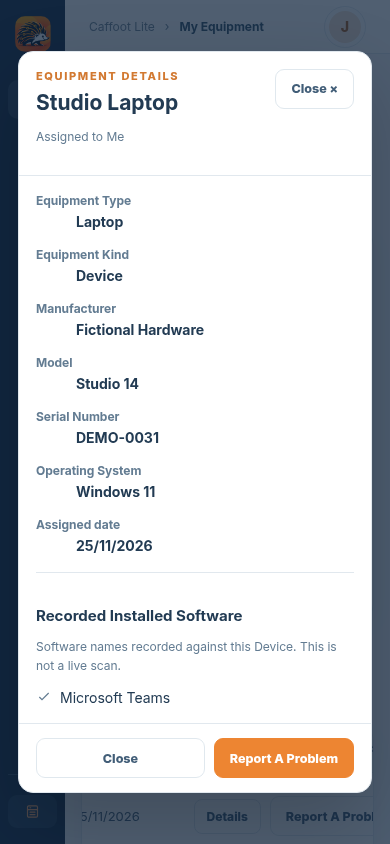 Caffoot Lite › My Equipment
J
EQUIPMENT DETAILS
Studio Laptop
Close ×
Assigned to Me
Equipment Type
Laptop
Equipment Kind
Device
Manufacturer
Fictional Hardware
Model
Studio 14
Serial Number
DEMO-0031
Operating System
Windows 11
Assigned date
25/11/2026
Recorded Installed Software
Software names recorded against this Device. This is
not a live scan.
Microsoft Teams
Close
Report A Problem
5/11/2026
Details
Report A Probl